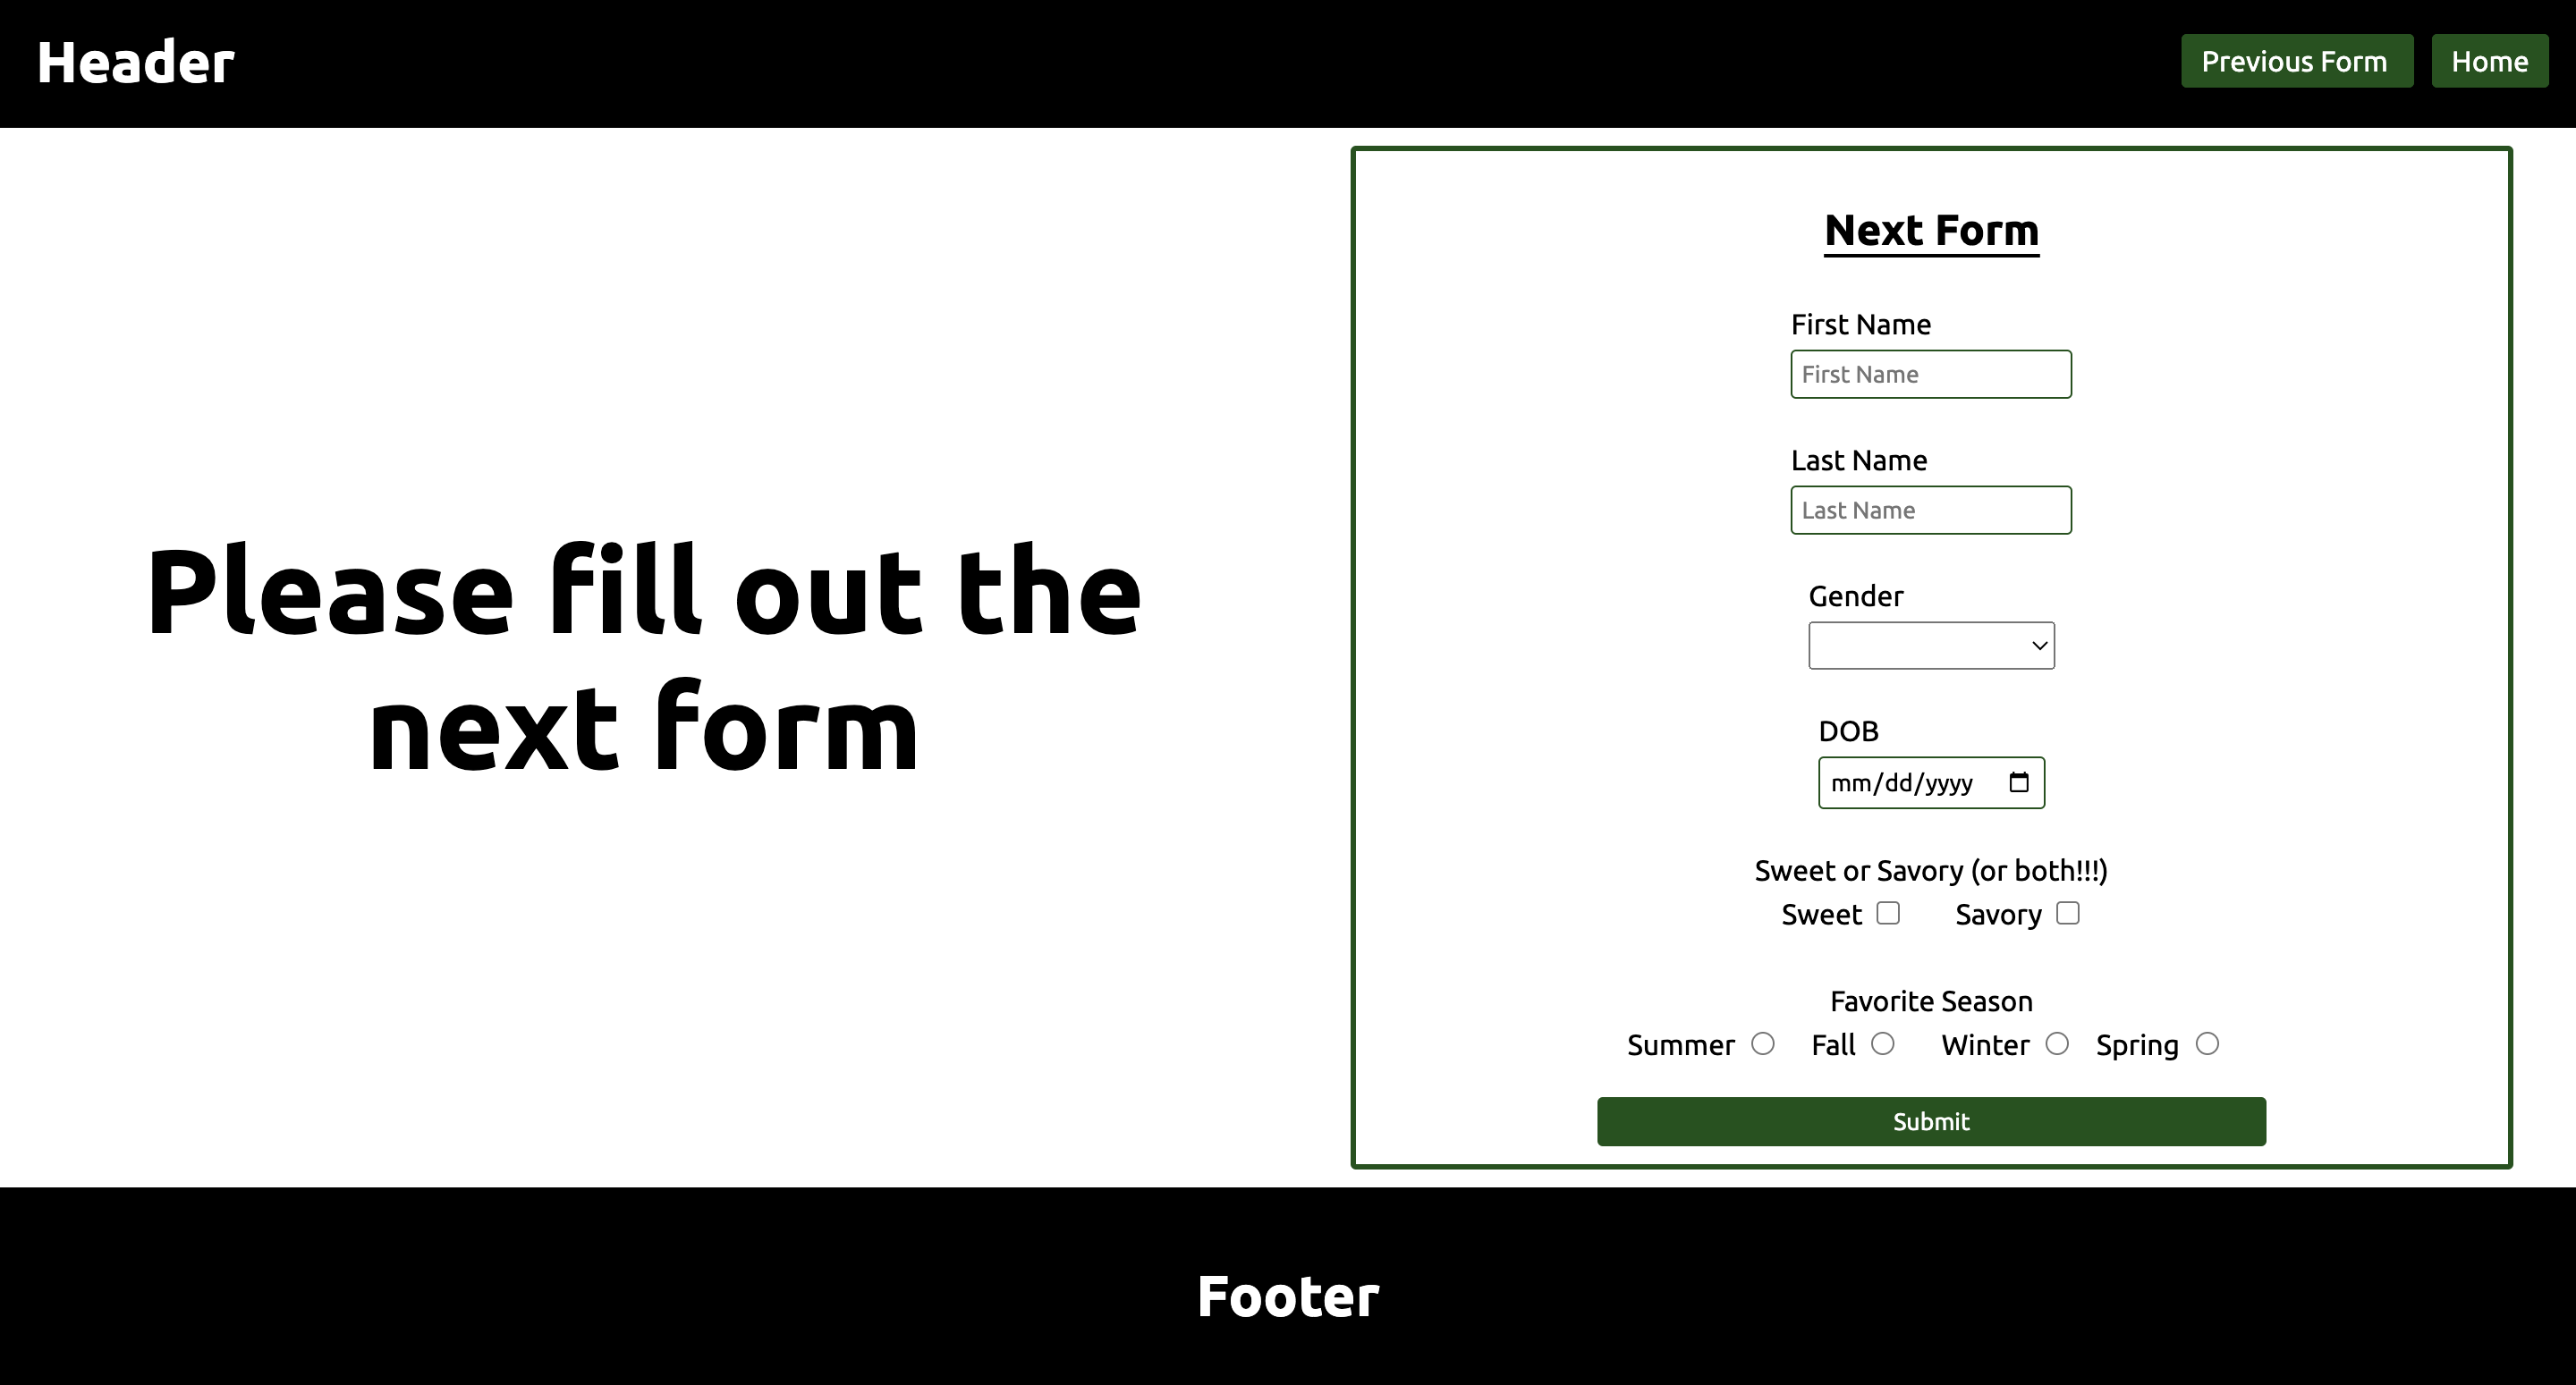 Header
Previous Form Home
Please fill out the
next form
Next Form
First Name
First Name
Last Name
Last Name
Gender
DOB
mm/dd/yyyy
Sweet or Savory (or both!!!)
Sweet Savory
Favorite Season
Summer Fall Winter Spring
Submit
Footer